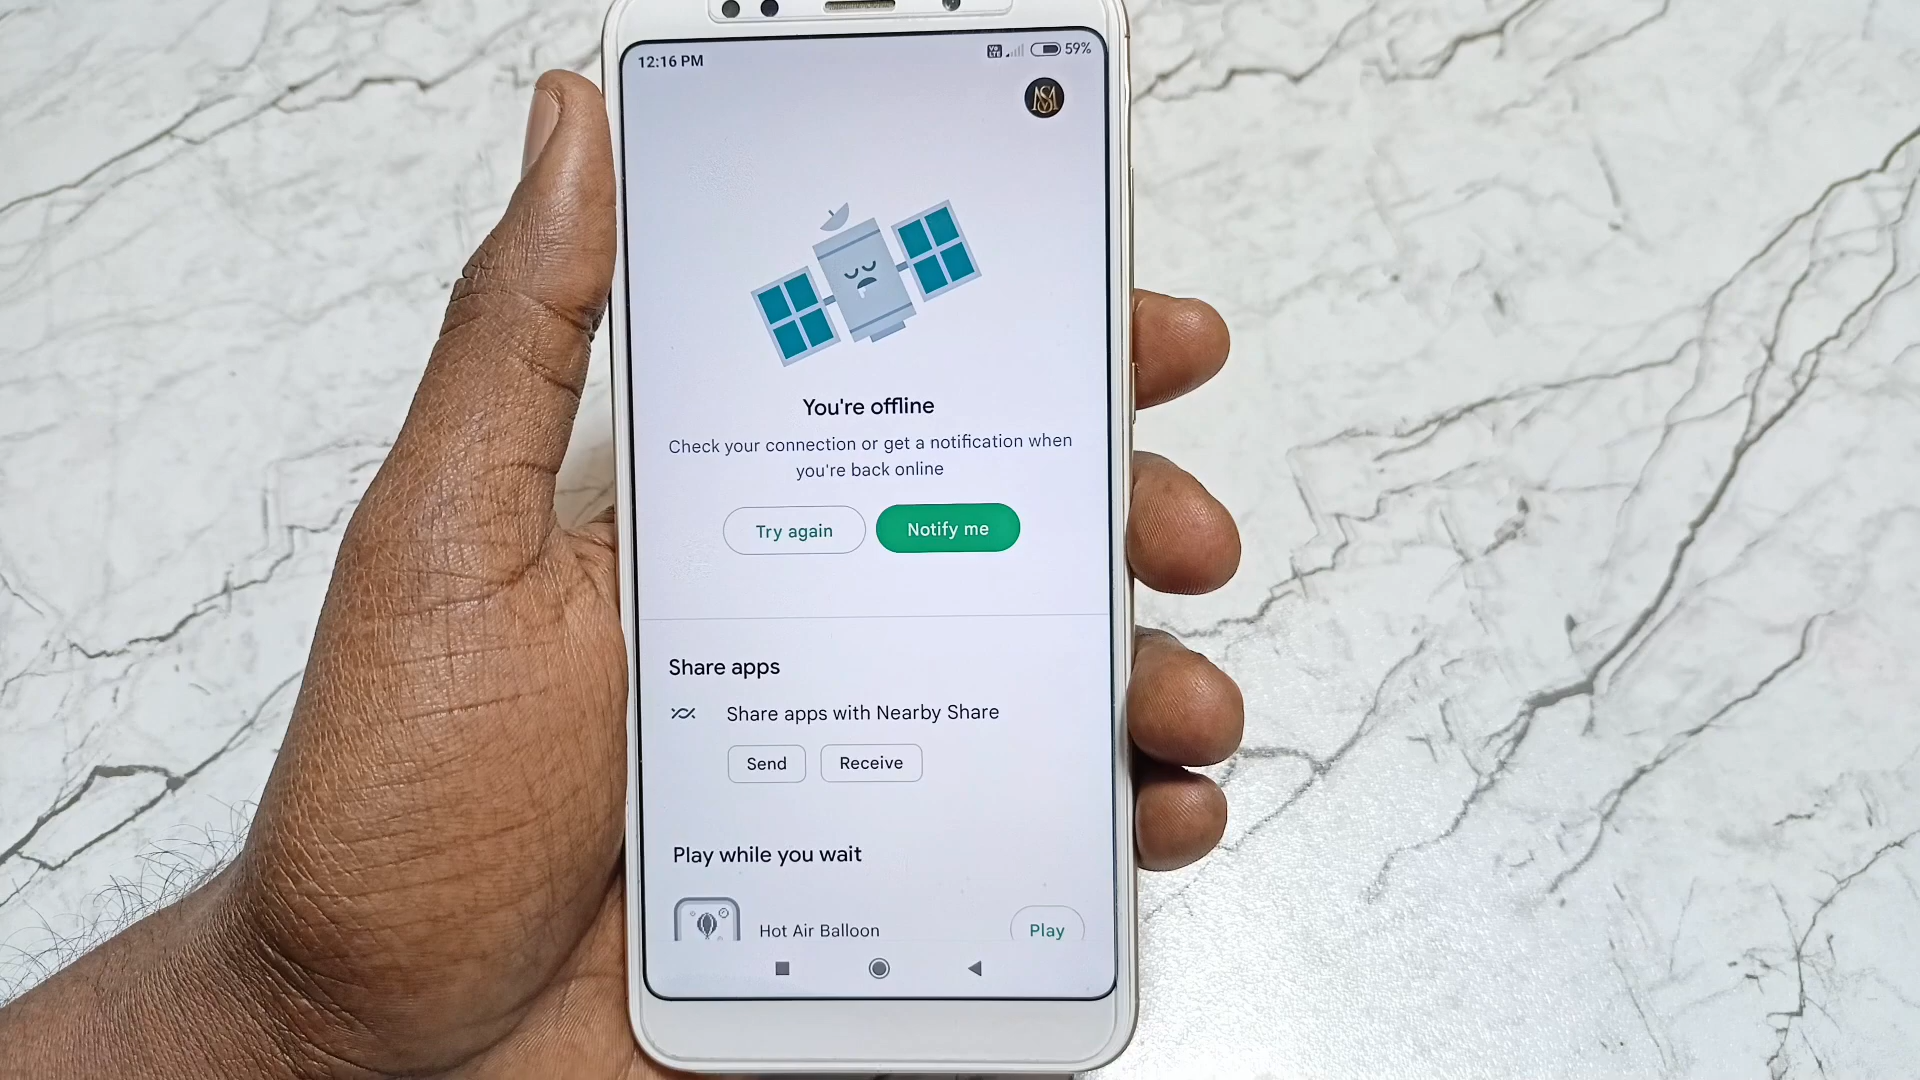 12:16 PM
Vo LTE 59%
You're offline
Check your connection or get a notification when
you're back online
Try again Notify me
Share apps
Share apps with Nearby Share
Send Receive
Play while you wait
Hot Air Balloon Play